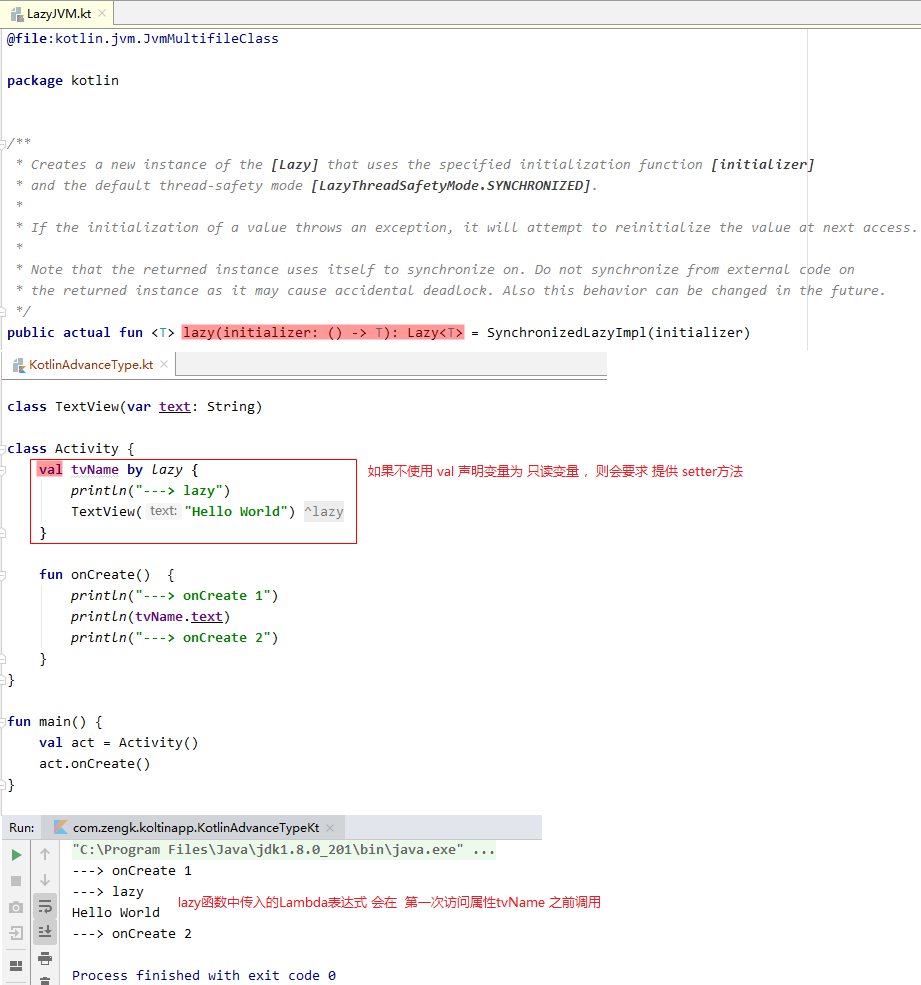 LazyJVM.kt
@file:kotlin.jvm.JvmMultifileClass
package kotlin
/**
* Creates a new instance of the [Lazy] that uses the specified initialization function [initializer]
* and the default thread-safety mode [LazyThreadSafetyMode.SYNCHRONIZED].
*
* If the initialization of a value throws an exception, it will attempt to reinitialize the value at next access.
*
* Note that the returned instance uses itself to synchronize on. Do not synchronize from external code on
* the returned instance as it may cause accidental deadlock. Also this behavior can be changed in the future.
*/
public actual fun <T> lazy(initializer: () -> T): Lazy<T> = SynchronizedLazyImpl(initializer)
KotlinAdvanceType.kt
class TextView(var text: String)
class Activity {
val tvName by lazy { 如果不使用 val 声明变量为 只读变量 ，则会要求 提供 setter方法
println("---> lazy")
TextView( text: "Hello World") ^lazy
}
fun onCreate() {
println("---> onCreate 1")
println(tvName.text)
println("---> onCreate 2")
}
}
fun main() {
val act = Activity()
act.onCreate()
}
Run: com.zengk.koltinapp.KotlinAdvanceTypeKt
"C:\Program Files\Java\jdk1.8.0_201\bin\java.exe" ...
---> onCreate 1
---> lazy
Hello World lazy函数中传入的Lambda表达式 会在 第一次访问属性tvName 之前调用
---> onCreate 2
Process finished with exit code 0